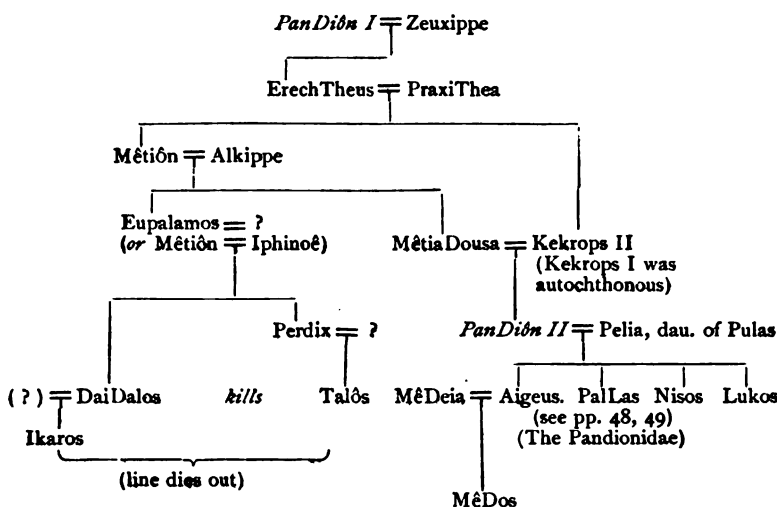 PanDiôn I = Zeuxippe
ErechTheus = PraxiThea
Mêtiôn = Alkippe
Eupalamos = ?
(or Mêtiôn = Iphinoê)
MêtiaDousa = Kekrops II
(Kekrops I was
autochthonous)
Perdix = ?
PanDiôn II = Pelia, dau. of Pulas
(?) = DaiDalos kills Talôs MêDeia = Aigeus. PalLas Nisos Lukos
(see pp. 48, 49)
(The Pandionidae)
Ikaros
(line dies out)
MêDos